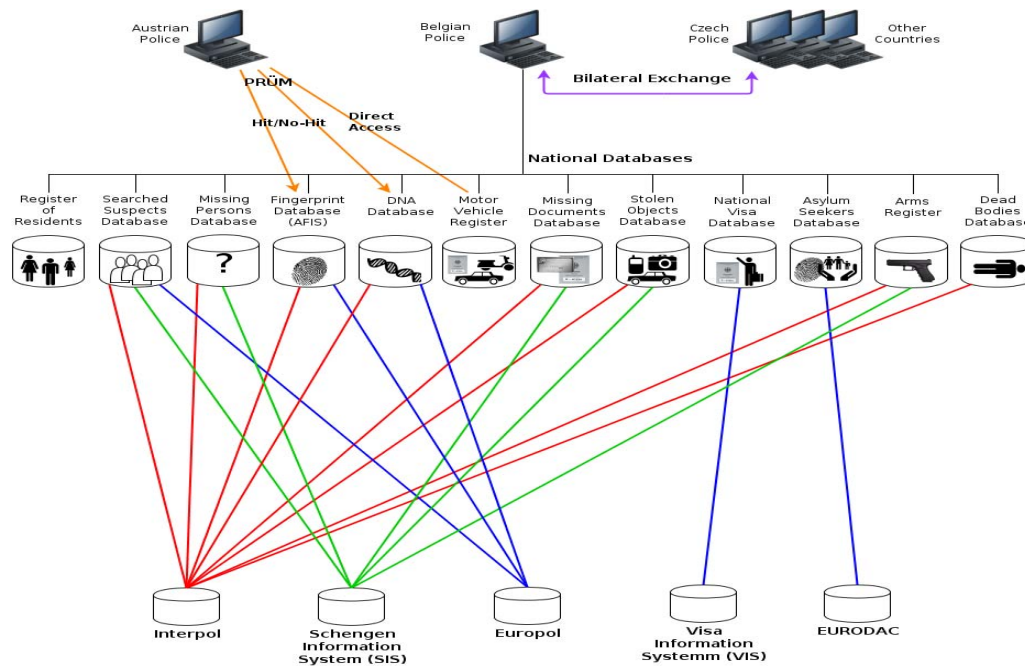 Austrian
Police
Belgian
Police
Czech
Police
Other
Countries
Bilateral Exchange
PRÜM
Hit/No-Hit
Direct
Access
National Databases
Register
of
Residents
Searched
Suspects
Database
Missing
Persons
Database
Fingerprint
Database
(AFIS)
DNA
Database
Motor
Vehicle
Register
Missing
Documents
Database
Stolen
Objects
Database
National
Visa
Database
Asylum
Seekers
Database
Arms
Register
Dead
Bodies
Database
?
Interpol
Schengen
Information
System (SIS)
Europol
Visa
Information
Systemm (VIS)
EURODAC